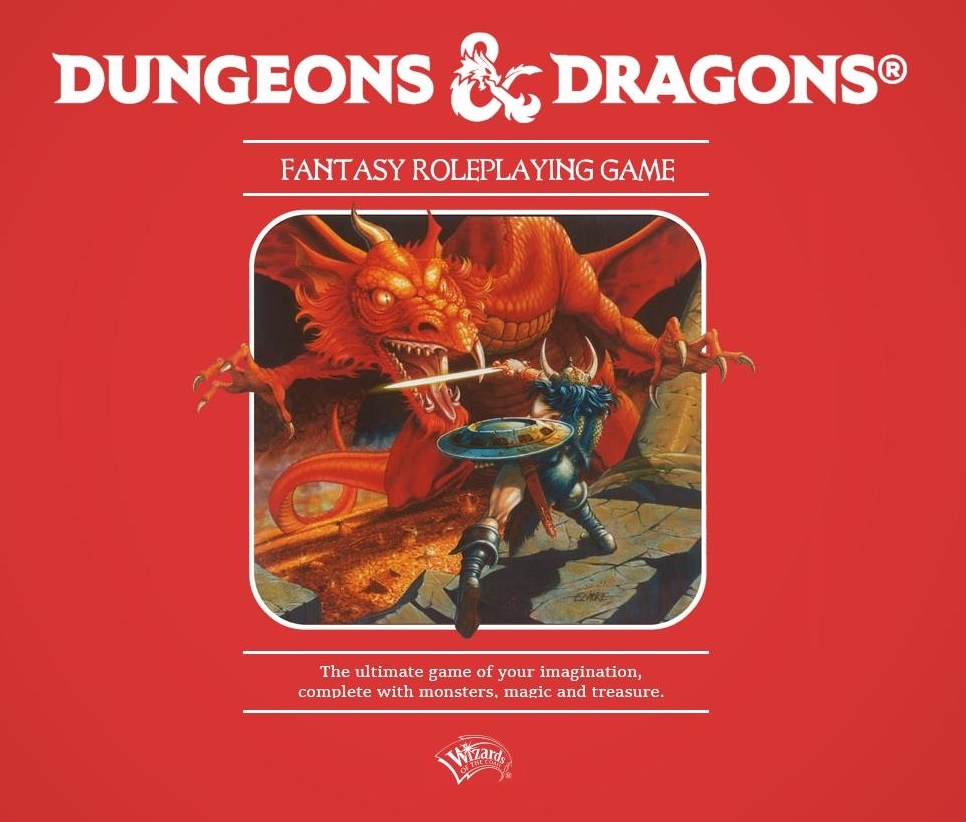 DUNGEONS & DRAGONS®
FANTASY ROLEPLAYING GAME
ELMORE
The ultimate game of your imagination,
complete with monsters, magic and treasure.
Wizards
OF THE COAST
®